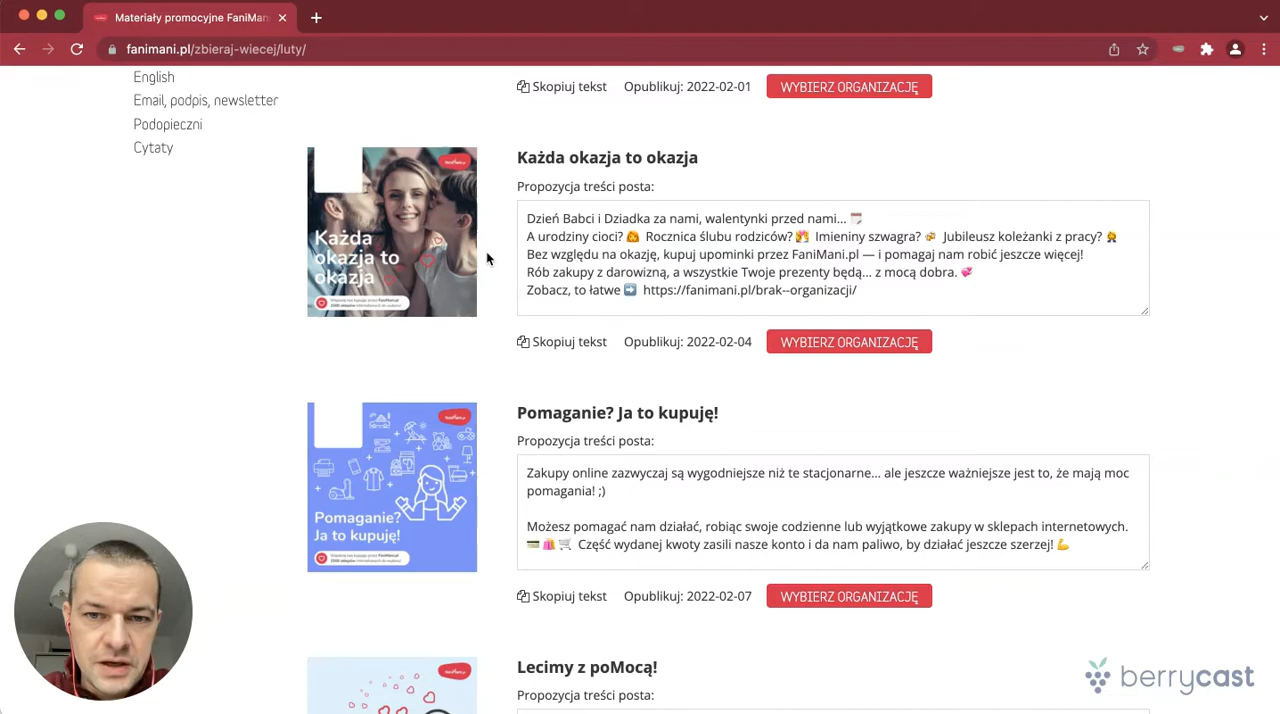 Materiały promocyjne FaniMan
fanimani.pl/zbieraj-wiecej/luty/
English
Email, podpis, newsletter
Podopieczni
Cytaty
Skopiuj tekst Opublikuj: 2022-02-01 WYBIERZ ORGANIZACJĘ
Każda okazja to okazja
Propozycja treści posta:
Dzień Babci i Dziadka za nami, walentynki przed nami...
A urodziny cioci? Rocznica ślubu rodziców? Imieniny szwagra? Jubileusz koleżanki z pracy?
Bez względu na okazję, kupuj upominki przez FaniMani.pl — i pomagaj nam robić jeszcze więcej!
Rób zakupy z darowizną, a wszystkie Twoje prezenty będą... z mocą dobra.
Zobacz, to łatwe https://fanimani.pl/brak--organizacji/
Każda
okazja to
okazja
Skopiuj tekst Opublikuj: 2022-02-04 WYBIERZ ORGANIZACJĘ
Pomaganie? Ja to kupuję!
Propozycja treści posta:
Zakupy online zazwyczaj są wygodniejsze niż te stacjonarne... ale jeszcze ważniejsze jest to, że mają moc
pomagania! ;)
Możesz pomagać nam działać, robiąc swoje codzienne lub wyjątkowe zakupy w sklepach internetowych.
Część wydanej kwoty zasili nasze konto i da nam paliwo, by działać jeszcze szerzej!
Pomaganie?
Ja to kupuję!
Skopiuj tekst Opublikuj: 2022-02-07 WYBIERZ ORGANIZACJĘ
Lecimy z poMocą!
Propozycja treści posta:
berrycast